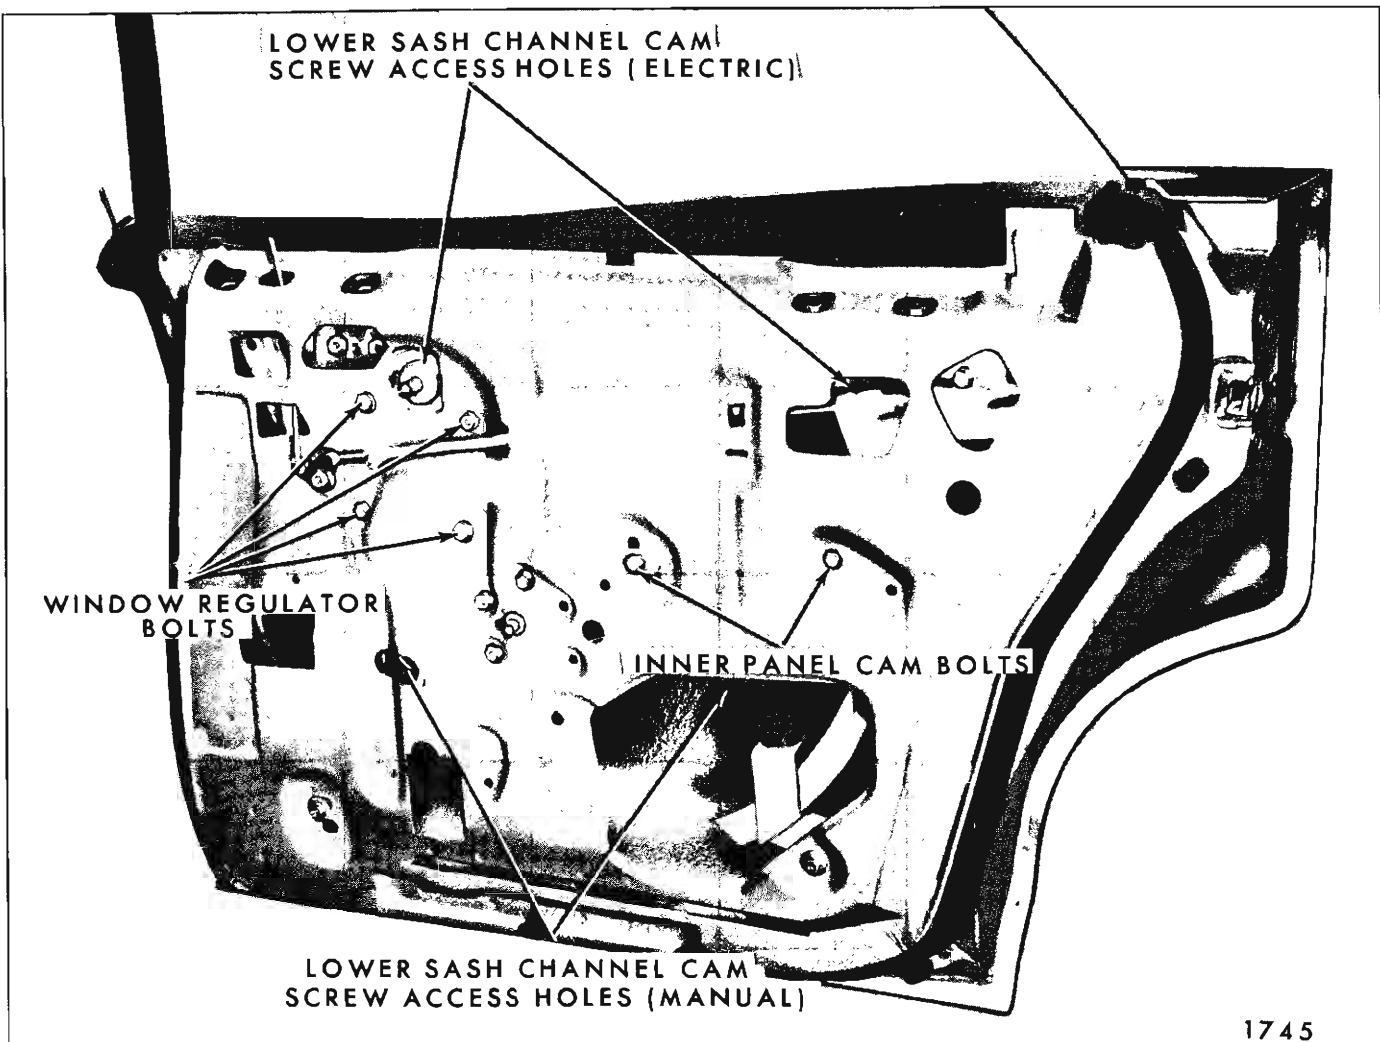 LOWER SASH CHANNEL CAM
SCREW ACCESS HOLES (ELECTRIC)
WINDOW REGULATOR
BOLTS
INNER PANEL CAM BOLTS
LOWER SASH CHANNEL CAM
SCREW ACCESS HOLES (MANUAL)
1745